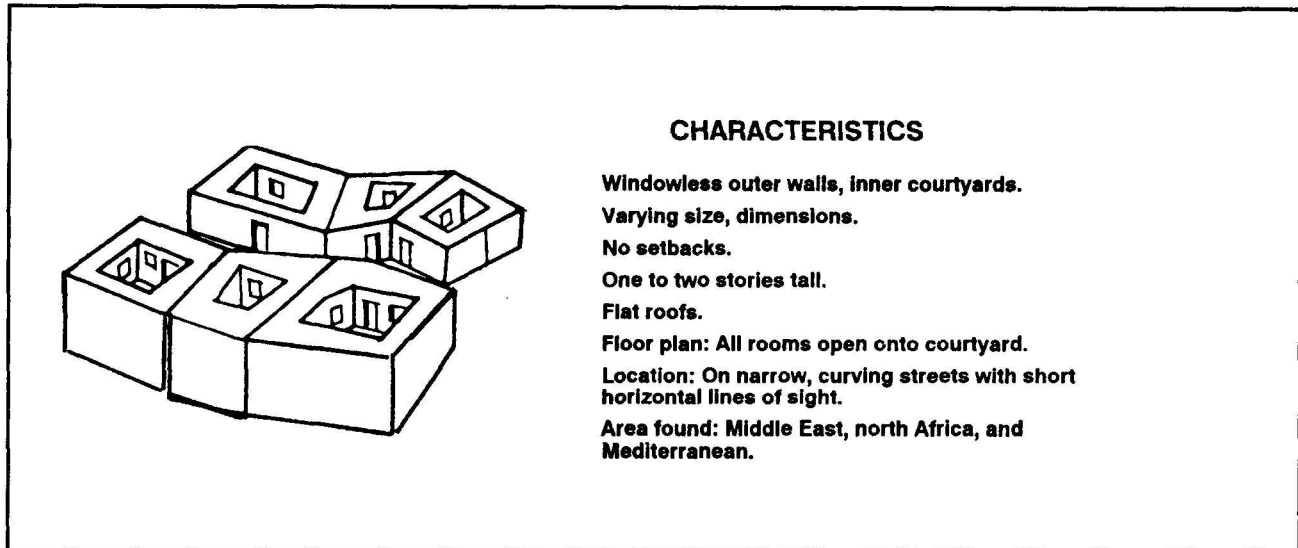 CHARACTERISTICS
Windowless outer walls, inner courtyards.
Varying size, dimensions.
No setbacks.
One to two stories tall.
Flat roofs.
Floor plan: All rooms open onto courtyard.
Location: On narrow, curving streets with short
horizontal lines of sight.
Area found: Middle East, north Africa, and
Mediterranean.